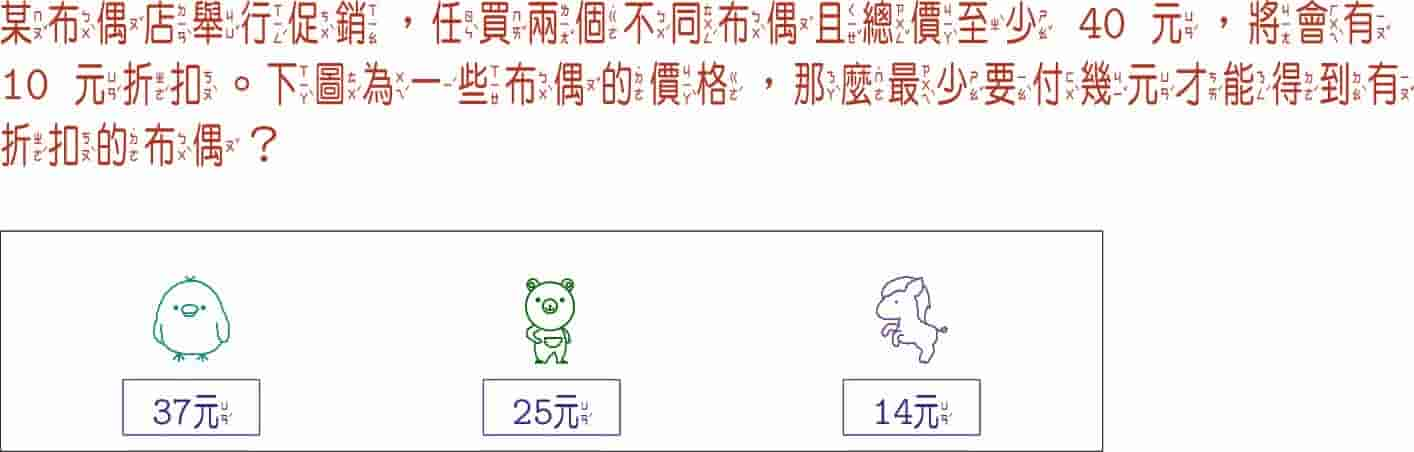 某布偶店舉行促銷，任買兩個不同布偶且總價至少 40 元，將會有
10 元折扣。下圖為一些布偶的價格，那麼最少要付幾元才能得到有
折扣的布偶？
37元 25元 14元